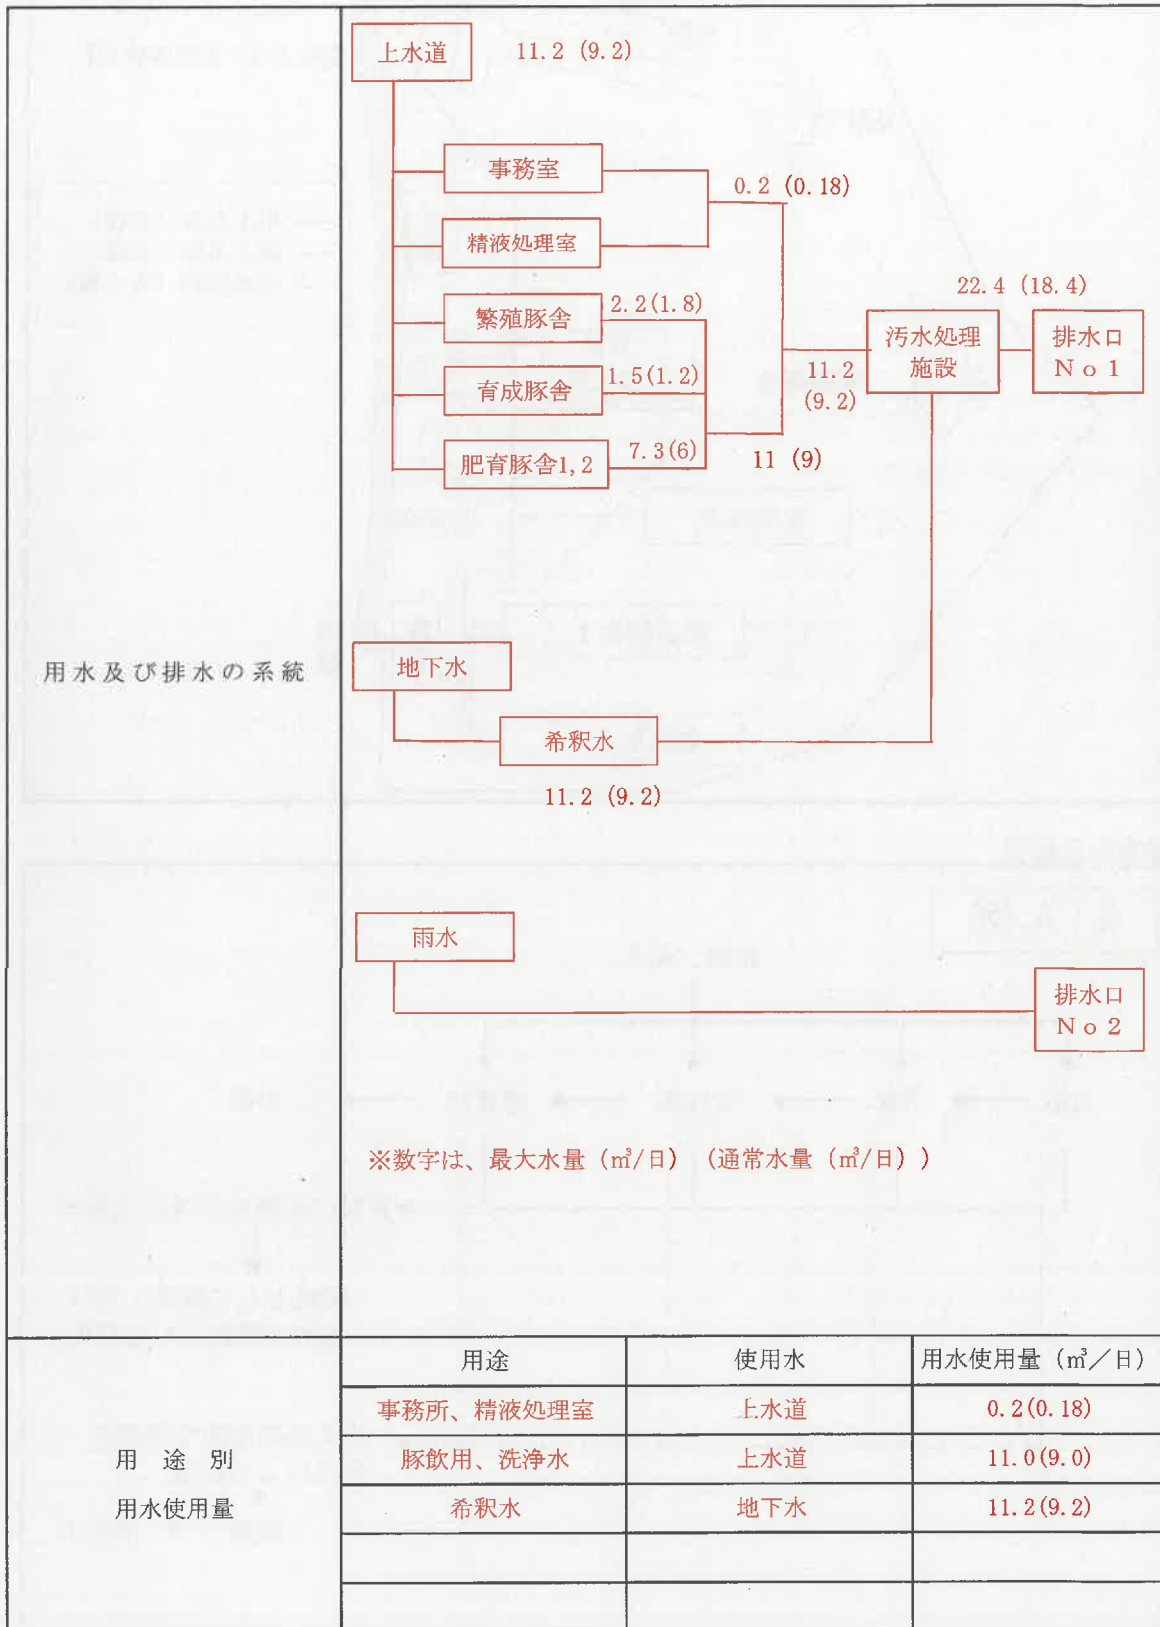 上水道 11.2 (9.2)
事務室
0.2 (0.18)
精液処理室
22.4 (18.4)
繁殖豚舎 2.2(1.8)
汚水処理
施設
排水口
No1
育成豚舎 1.5(1.2)
11.2
(9.2)
肥育豚舎1,2 7.3(6)
11 (9)
用水及び排水の系統
地下水
希釈水
11.2 (9.2)
雨水
排水口
No2
※数字は、最大水量（㎥/日）（通常水量（㎥/日））
用途 使用水 用水使用量（㎥／日）
事務所、精液処理室 上水道 0.2(0.18)
用途別
豚飲用、洗浄水 上水道 11.0(9.0)
用水使用量
希釈水 地下水 11.2(9.2)